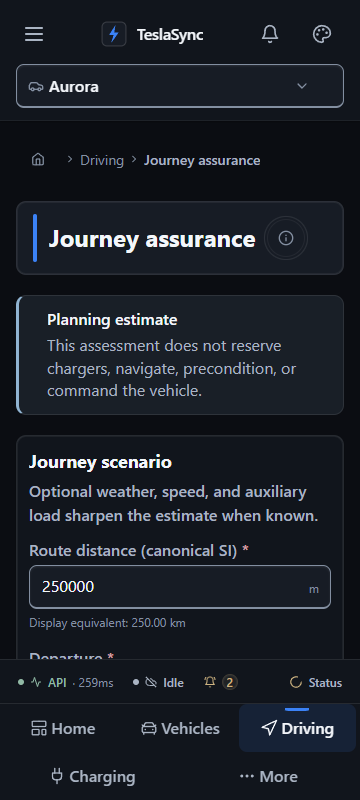 TeslaSync
Aurora
Driving
Journey assurance
Journey assurance
Planning estimate
This assessment does not reserve
chargers, navigate, precondition, or
command the vehicle.
Journey scenario
Optional weather, speed, and auxiliary
load sharpen the estimate when known.
Route distance (canonical SI) *
250000 m
Display equivalent: 250.00 km
Departure *
API · 259ms Idle 2 Status
Home Vehicles Driving
Charging More